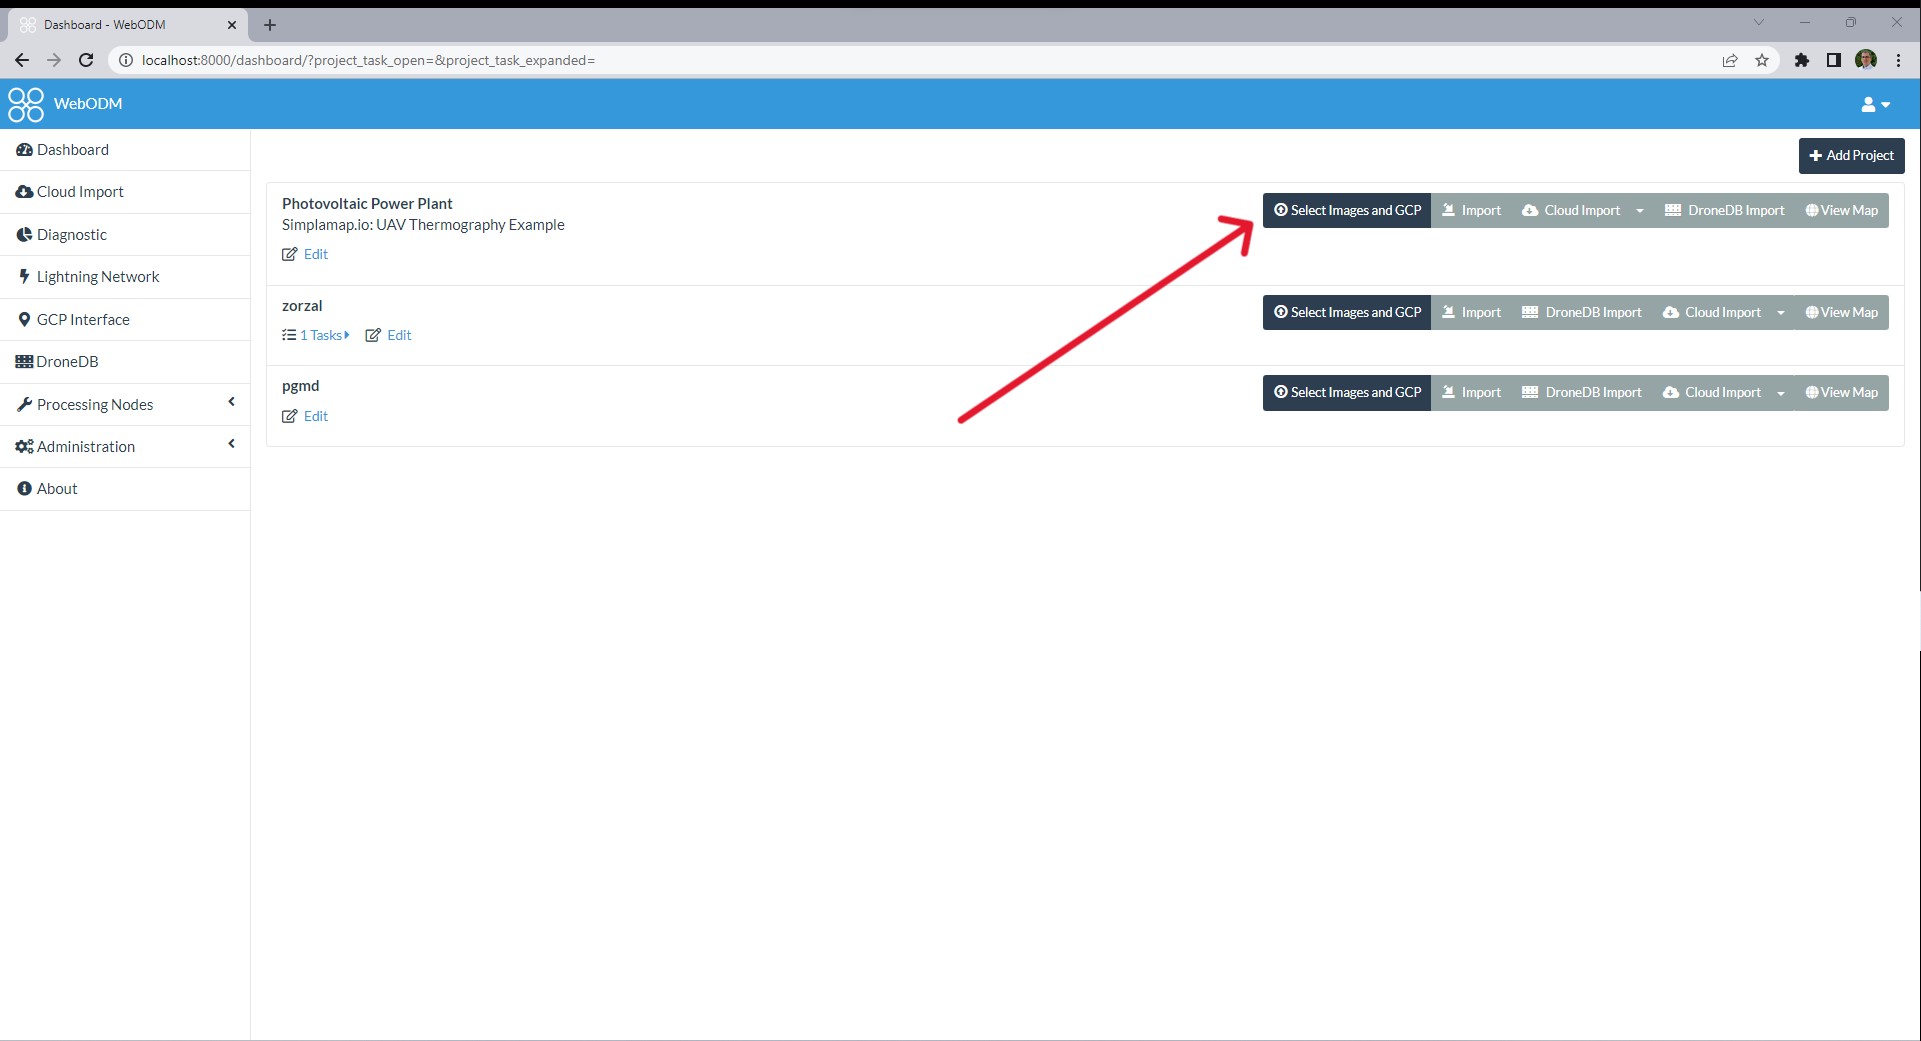 Dashboard - WebODM
localhost:8000/dashboard/?project_task_open=&project_task_expanded=
WebODM
Dashboard
Cloud Import
Diagnostic
Lightning Network
GCP Interface
DroneDB
Processing Nodes
Administration
About
Add Project
Photovoltaic Power Plant
Simplamap.io: UAV Thermography Example
Edit
Select Images and GCP Import Cloud Import DroneDB Import View Map
zorzal
1 Tasks Edit
Select Images and GCP Import DroneDB Import Cloud Import View Map
pgmd
Edit
Select Images and GCP Import DroneDB Import Cloud Import View Map